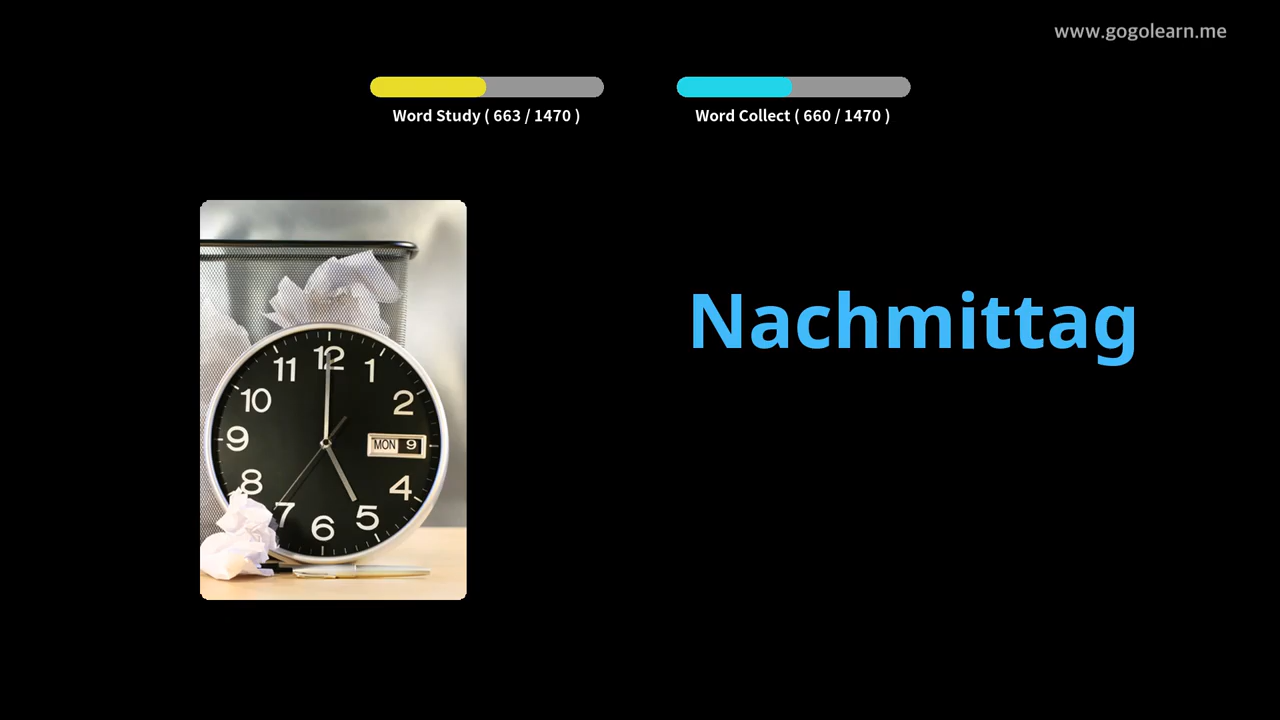 www.gogolearn.me
Word Study ( 663 / 1470 )
Word Collect ( 660 / 1470 )
Nachmittag
12
11
1
10
2
9
MON 9
8
4
7
5
6